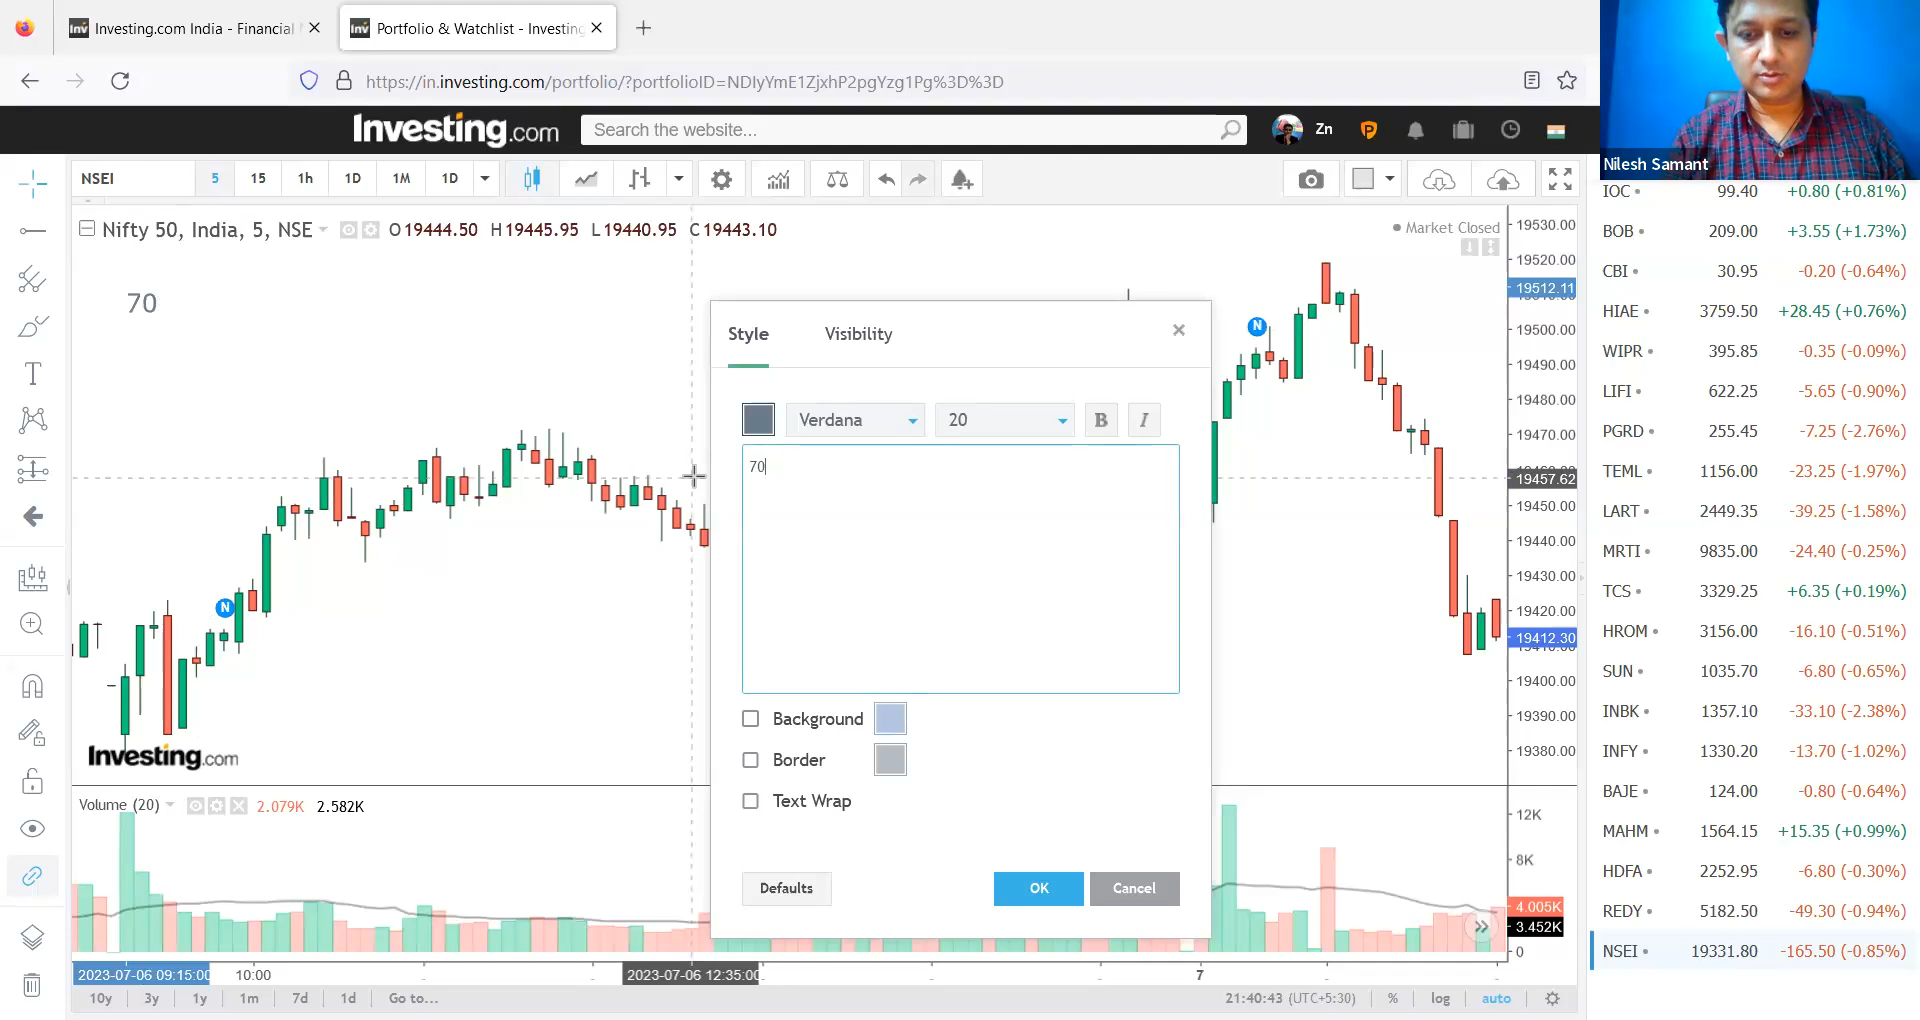 Investing.com India - Financial
Portfolio & Watchlist - Investing
https://in.investing.com/portfolio/?portfolioID=NDIyYmE1ZjxhP2pgYzg1Pg%3D%3D
Investing.com
Search the website...
Zn
Nilesh Samant
NSEI
5
15
1h
1D
1M
1D
Nifty 50, India, 5, NSE
O19444.50 H19445.95 L19440.95 C19443.10
Market Closed
70
Style
Visibility
Verdana
20
B
I
70
Background
Border
Text Wrap
Defaults
OK
Cancel
N
N
Investing.com
19530.00
19520.00
19512.11
19500.00
19490.00
19480.00
19470.00
19457.62
19450.00
19440.00
19430.00
19420.00
19412.30
19400.00
19390.00
19380.00
Volume (20)
2.079K 2.582K
12K
8K
4.005K
3.452K
0
2023-07-06 09:15:00
10:00
2023-07-06 12:35:00
7
10y
3y
1y
1m
7d
1d
Go to...
21:40:43 (UTC+5:30)
%
log
auto
IOC 99.40 +0.80 (+0.81%)
BOB 209.00 +3.55 (+1.73%)
CBI 30.95 -0.20 (-0.64%)
HIAE 3759.50 +28.45 (+0.76%)
WIPR 395.85 -0.35 (-0.09%)
LIFI 622.25 -5.65 (-0.90%)
PGRD 255.45 -7.25 (-2.76%)
TEML 1156.00 -23.25 (-1.97%)
LART 2449.35 -39.25 (-1.58%)
MRTI 9835.00 -24.40 (-0.25%)
TCS 3329.25 +6.35 (+0.19%)
HROM 3156.00 -16.10 (-0.51%)
SUN 1035.70 -6.80 (-0.65%)
INBK 1357.10 -33.10 (-2.38%)
INFY 1330.20 -13.70 (-1.02%)
BAJE 124.00 -0.80 (-0.64%)
MAHM 1564.15 +15.35 (+0.99%)
HDFA 2252.95 -6.80 (-0.30%)
REDY 5182.50 -49.30 (-0.94%)
NSEI 19331.80 -165.50 (-0.85%)